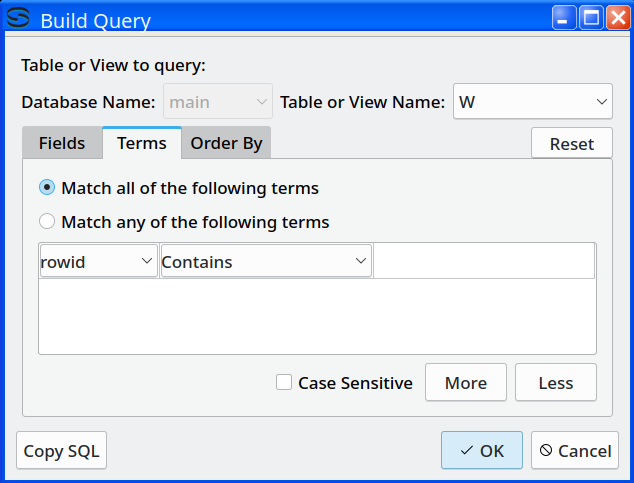 Build Query
Table or View to query:
Database Name: main Table or View Name: W
Fields Terms Order By Reset
Match all of the following terms
Match any of the following terms
rowid Contains
Case Sensitive More Less
Copy SQL OK Cancel